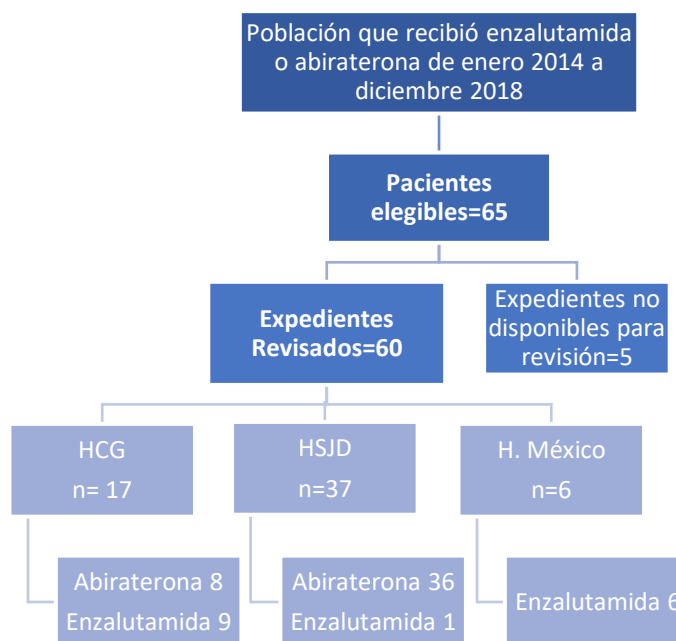 Población que recibió enzalutamida
o abiraterona de enero 2014 a
diciembre 2018
Pacientes
elegibles=65
Expedientes
Revisados=60
Expedientes no
disponibles para
revisión=5
HCG
n= 17
HSJD
n=37
H. México
n=6
Abiraterona 8
Enzalutamida 9
Abiraterona 36
Enzalutamida 1
Enzalutamida 6